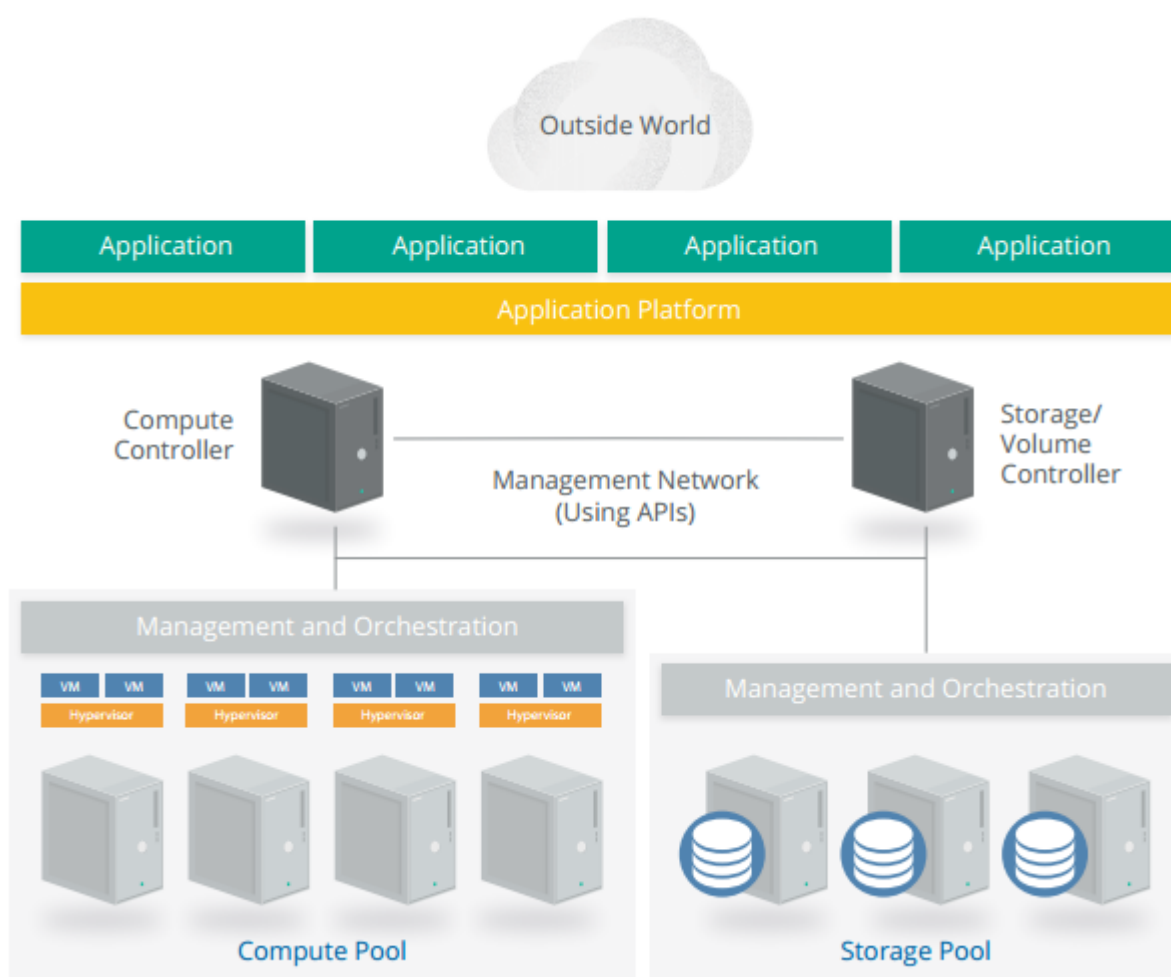 Outside World
Application
Application
Application
Application
Application Platform
Compute
Controller
Management Network
(Using APIs)
Storage/
Volume
Controller
Management and Orchestration
VM VM
VM VM
VM VM
VM VM
Hypervisor
Hypervisor
Hypervisor
Hypervisor
Compute Pool
Management and Orchestration
Storage Pool